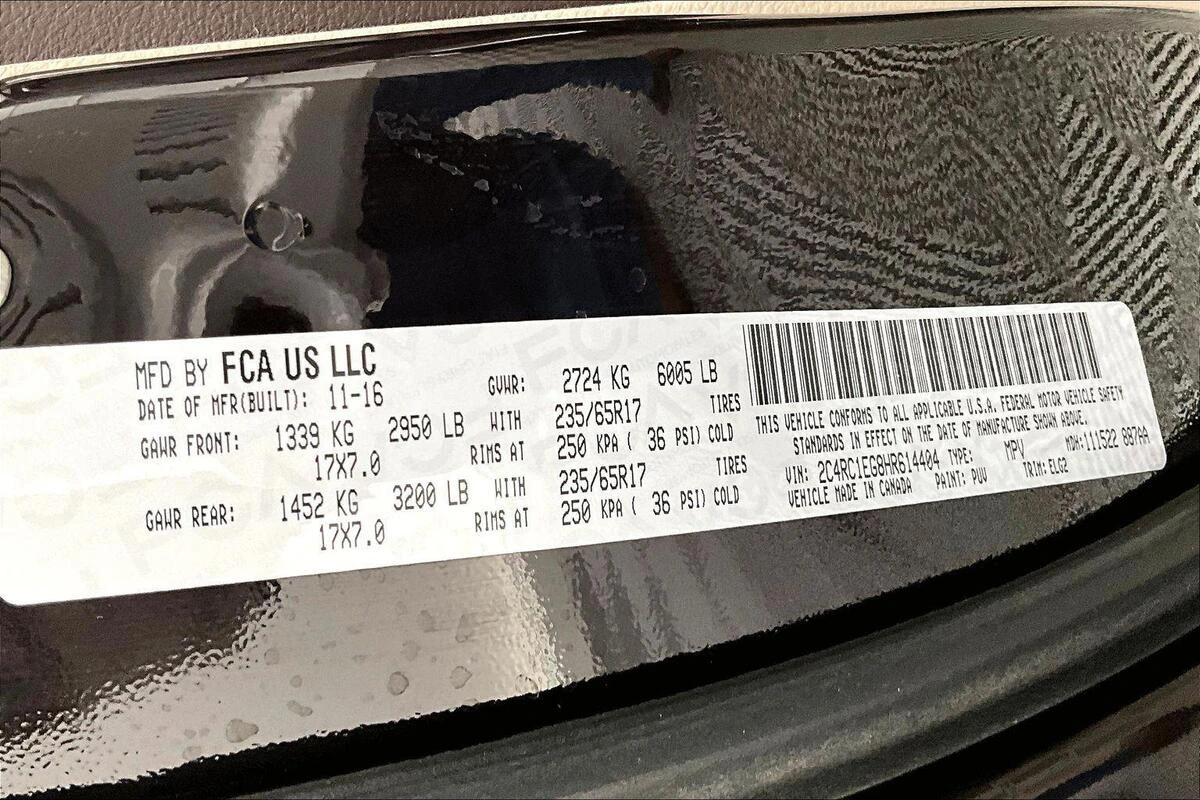 MFD BY FCA US LLC
DATE OF MFR(BUILT): 11-16
GVWR: 2724 KG 6005 LB
GAWR FRONT: 1339 KG 2950 LB WITH 235/65R17 TIRES
17X7.0 RIMS AT 250 KPA ( 36 PSI) COLD
GAWR REAR: 1452 KG 3200 LB WITH 235/65R17 TIRES
17X7.0 RIMS AT 250 KPA ( 36 PSI) COLD
THIS VEHICLE CONFORMS TO ALL APPLICABLE U.S.A. FEDERAL MOTOR VEHICLE SAFETY
STANDARDS IN EFFECT ON THE DATE OF MANUFACTURE SHOWN ABOVE.
VIN: 2C4RC1EG8HR614404 TYPE: MPV MDH: 111522 887AA
VEHICLE MADE IN CANADA PAINT: PUV TRIM: ELG2